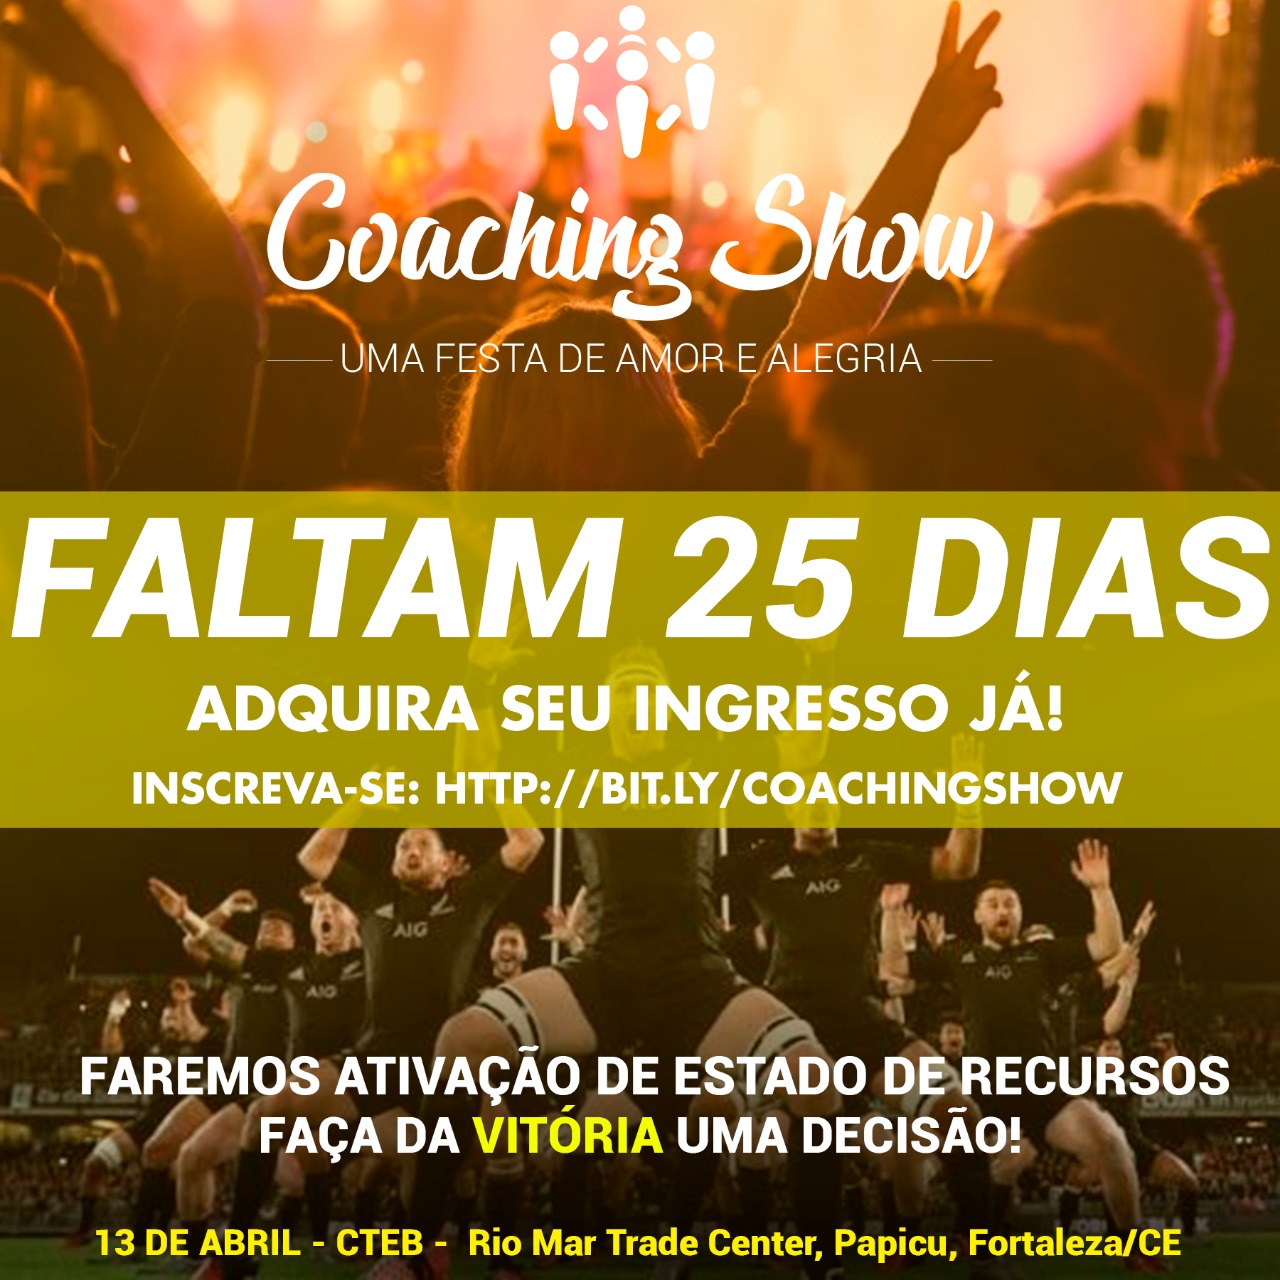 Coaching Show
UMA FESTA DE AMOR E ALEGRIA
FALTAM 25 DIAS
ADQUIRA SEU INGRESSO JÁ!
INSCREVA-SE: HTTP://BIT.LY/COACHINGSHOW
AIG
AIG
AIG
AIG
FAREMOS ATIVAÇÃO DE ESTADO DE RECURSOS
FAÇA DA VITÓRIA UMA DECISÃO!
13 DE ABRIL - CTEB - Rio Mar Trade Center, Papicu, Fortaleza/CE